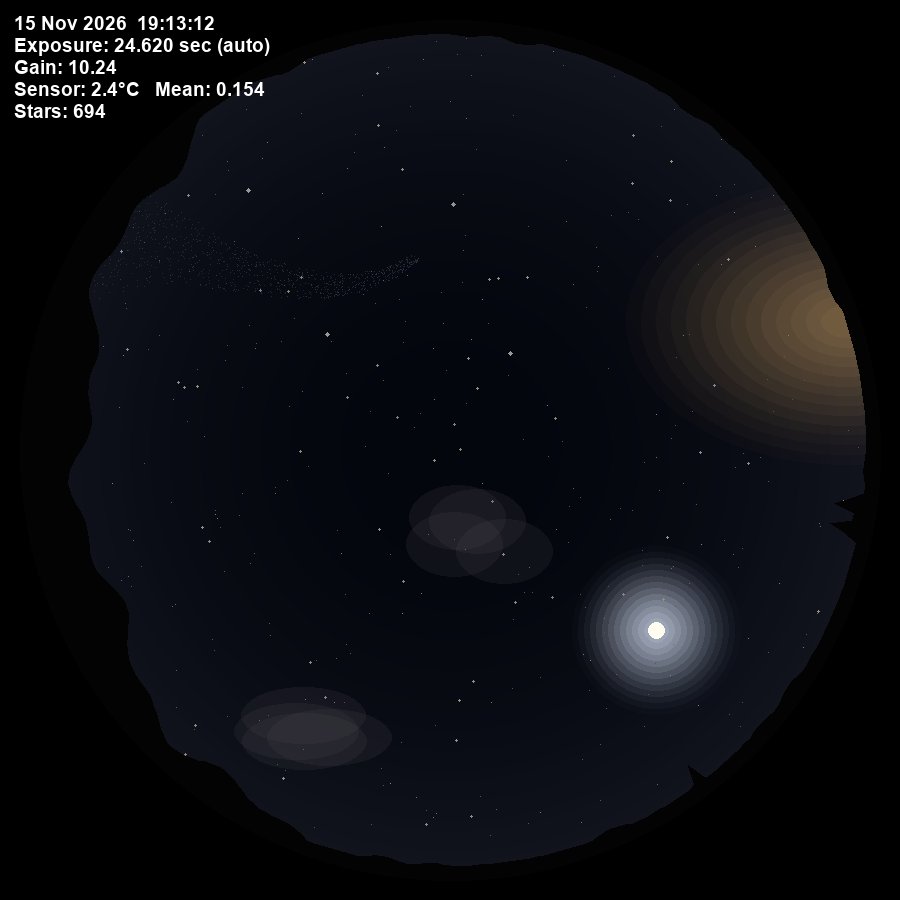 15 Nov 2026  19:13:12
Exposure: 24.620 sec (auto)
Gain: 10.24
Sensor: 2.4°C   Mean: 0.154
Stars: 694